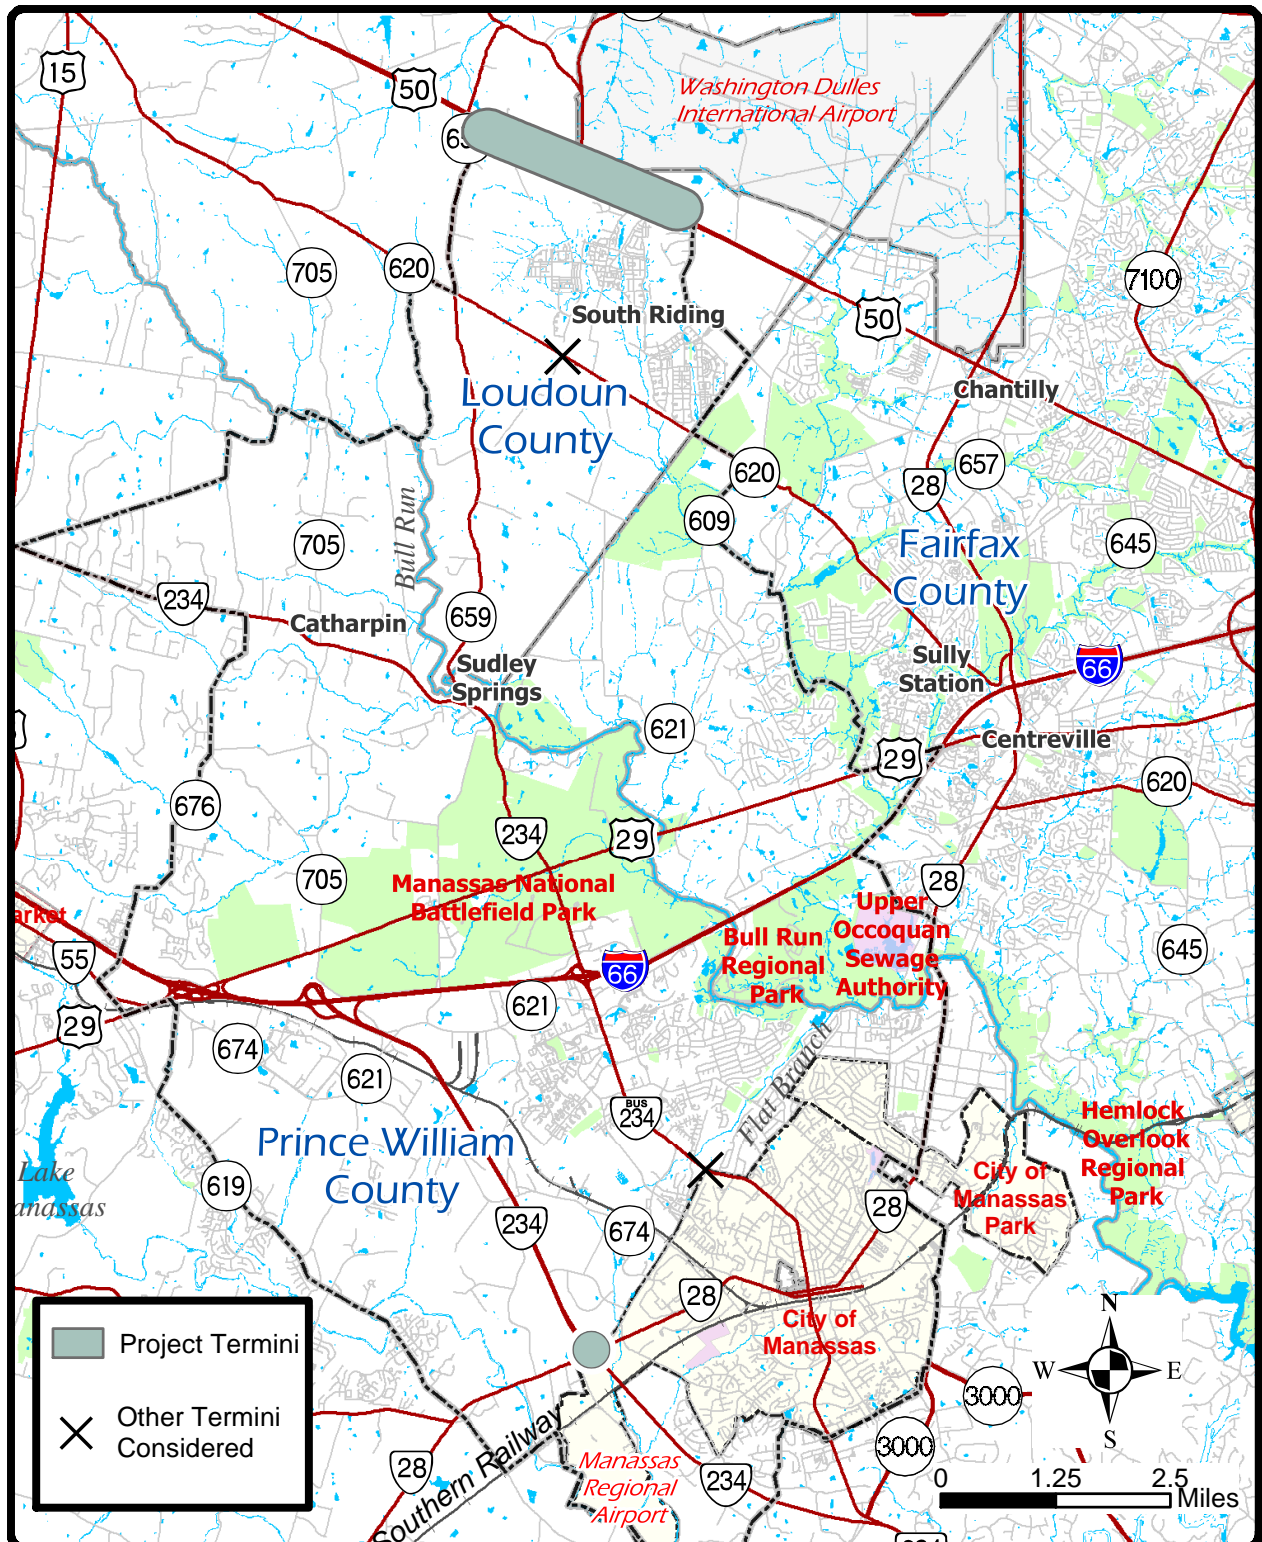 15
50
Washington Dulles
International Airport
705
620
7100
South Riding
50
Loudoun
County
Chantilly
657
620
28
609
Bull Run
705
Fairfax
County
645
234
659
Catharpin
Sudley
Springs
Sully
Station
66
621
Centreville
29
676
620
234
29
705
Manassas National
Battlefield Park
28
Upper
Occoquan
Sewage
Authority
Bull Run
Regional
Park
645
55
66
621
29
674
621
BUS
234
Flat Branch
Prince William
County
Hemlock
Overlook
Regional
Park
City of
Manassas
Park
Lake
619
28
234
674
28
City of
Manassas
Project Termini
Other Termini
Considered
N
W
E
S
3000
3000
28
Southern Railway
Manassas
Regional
Airport
234
0 1.25 2.5
Miles